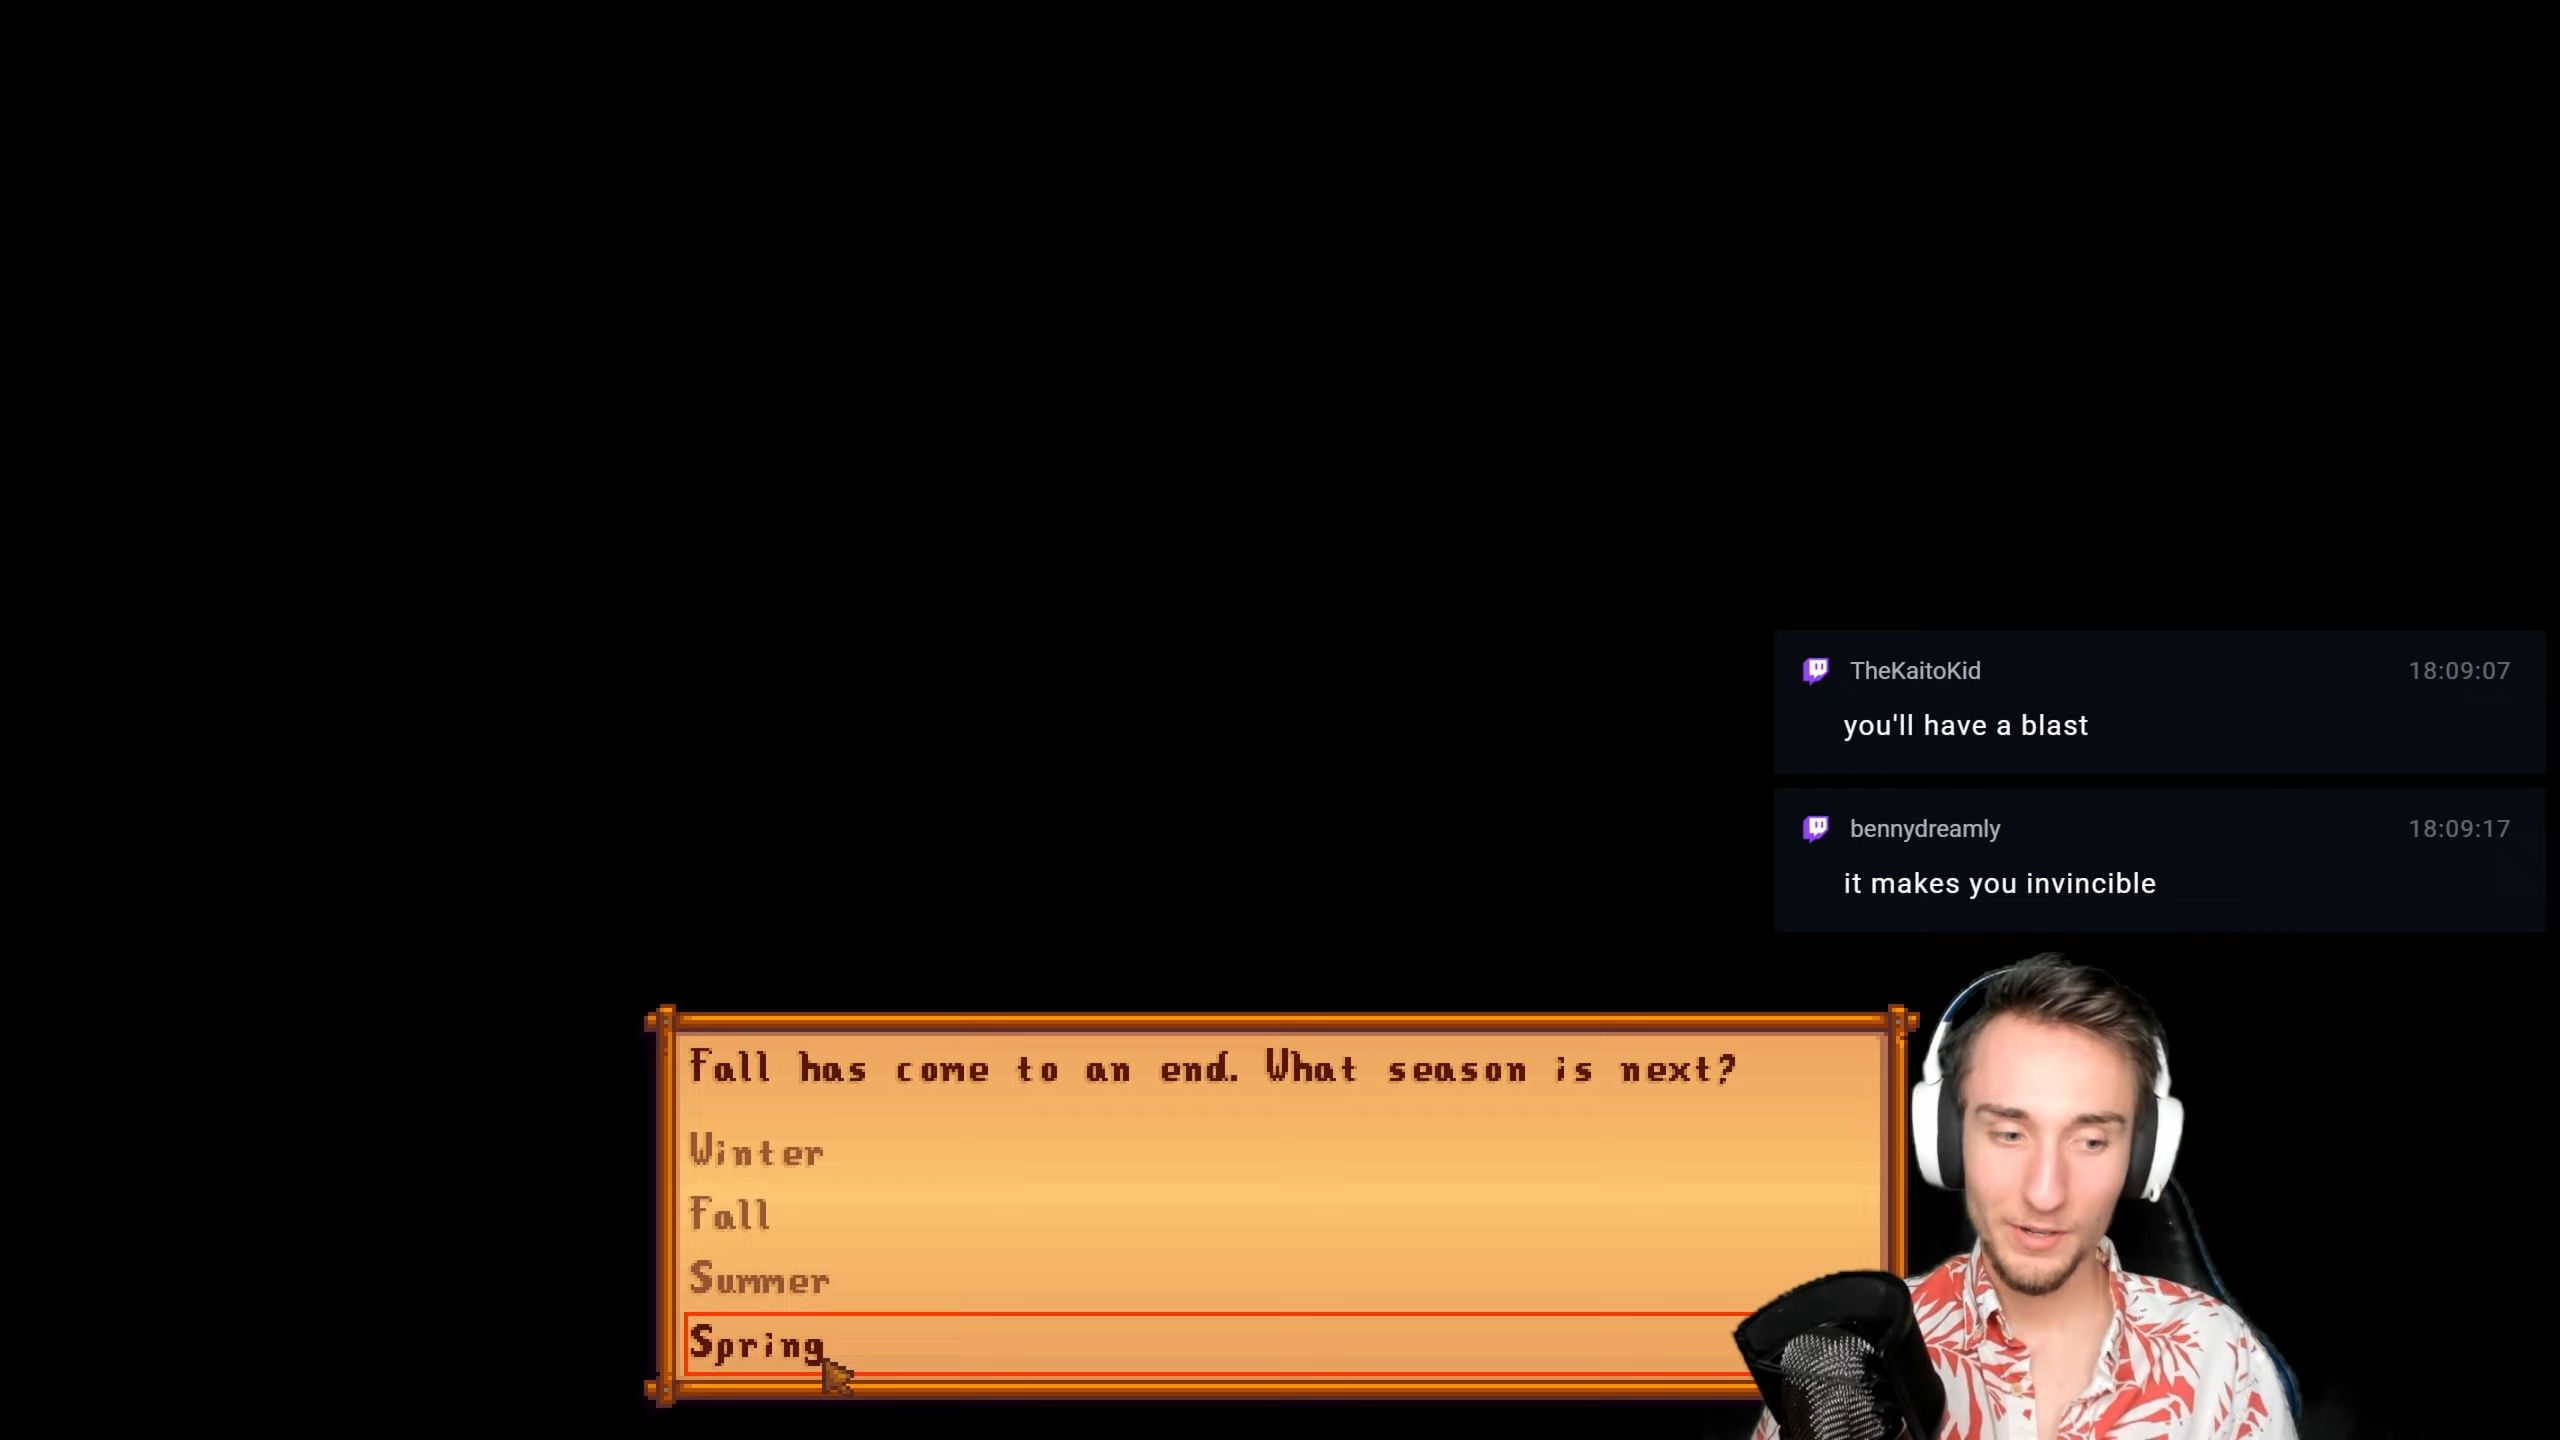 TheKaitoKid 18:09:07
you'll have a blast
bennydreamly 18:09:17
it makes you invincible
Fall has come to an end. What season is next?
Winter
Fall
Summer
Spring